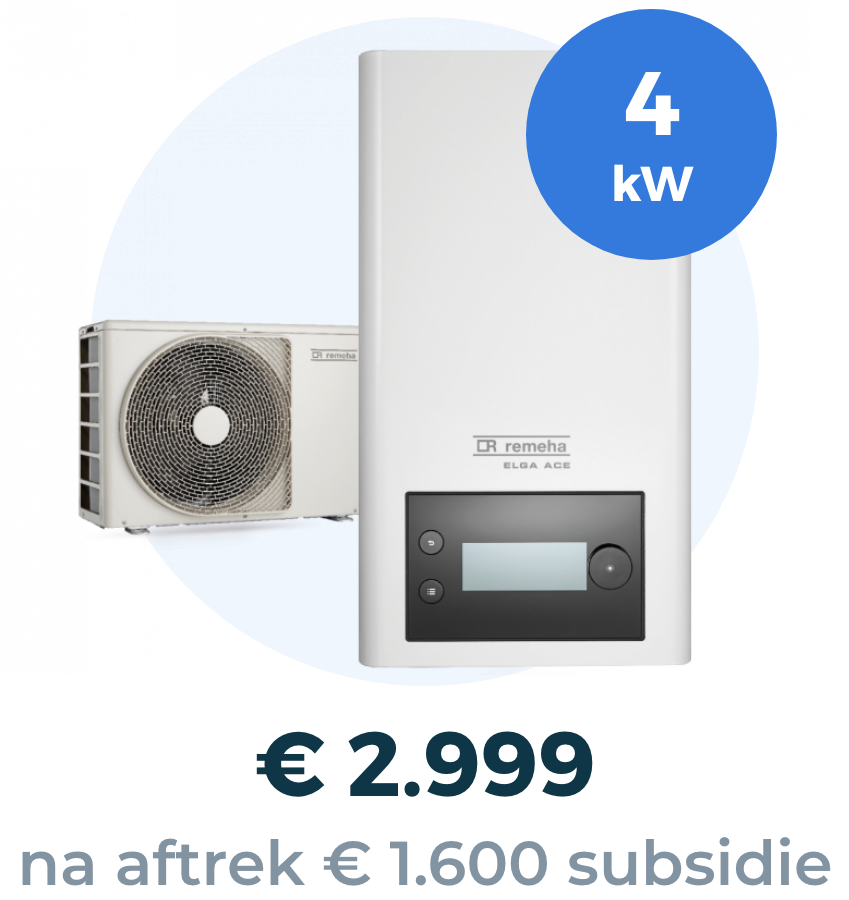 4
kW
remeha
remeha
ELGA ACE
€ 2.999
na aftrek € 1.600 subsidie